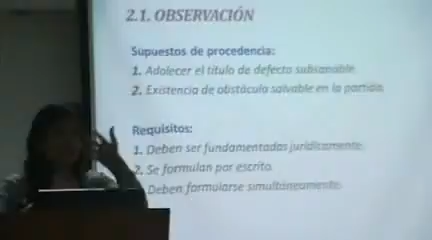 2.1. OBSERVACIÓN
Supuestos de procedencia:
1. Adolecer el título de defecto subsanable.
2. Existencia de obstáculo salvable en la partida.
Requisitos:
1. Deben ser fundamentadas jurídicamente.
2. Se formulan por escrito.
Deben formularse simultáneamente.